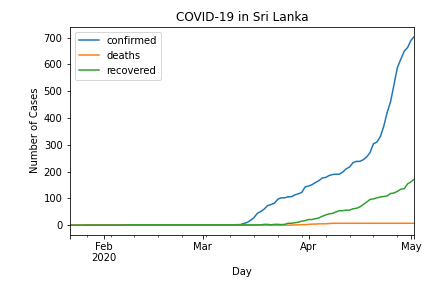 COVID-19 in Sri Lanka
confirmed
deaths
recovered
700
600
500
400
300
200
100
0
Number of Cases
Feb
2020
Mar
Apr
May
Day